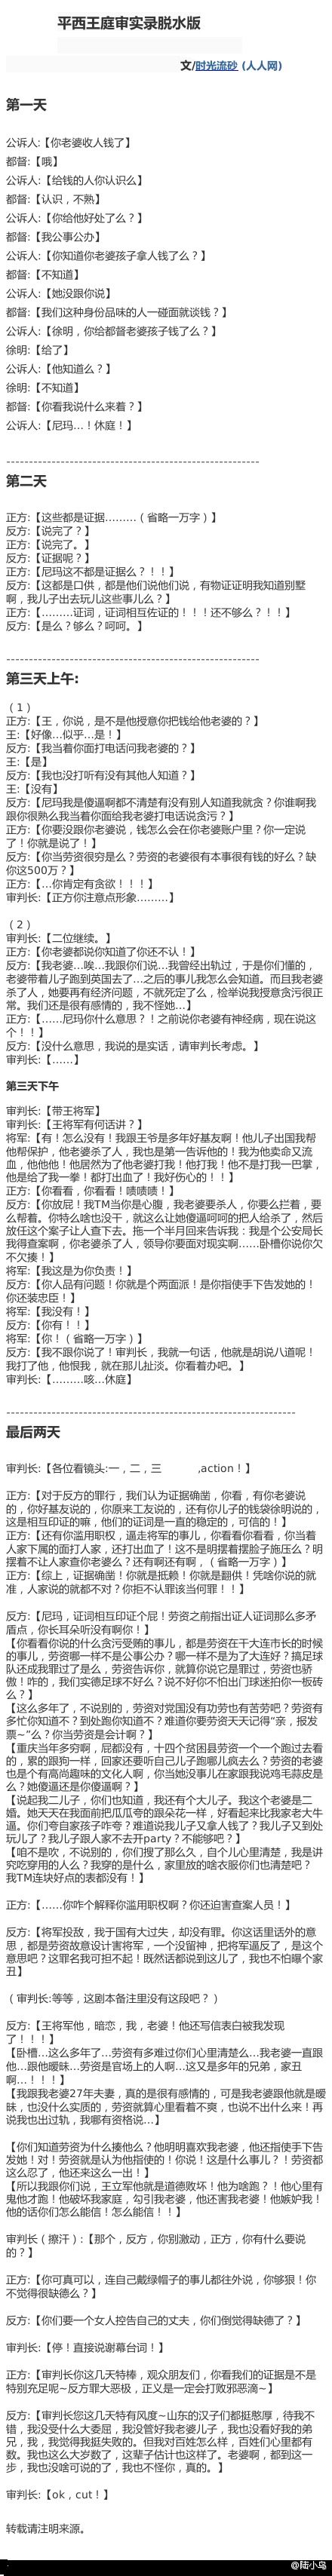 平西王庭审实录脱水版
文/时光流砂 (人人网)
第一天
公诉人:【你老婆收人钱了】
都督:【哦】
公诉人:【给钱的人你认识么】
都督:【认识，不熟】
公诉人:【你给他好处了么？】
都督:【我公事公办】
公诉人:【你知道你老婆孩子拿人钱了么？】
都督:【不知道】
公诉人:【她没跟你说】
都督:【我们这种身份品味的人一碰面就谈钱？】
公诉人:【徐明，你给都督老婆孩子钱了么？】
徐明:【给了】
公诉人:【他知道么？】
徐明:【不知道】
都督:【你看我说什么来着？】
公诉人:【尼玛…！休庭！】
--------------------------------------------------------
第二天
正方:【这些都是证据………（省略一万字）】
反方:【说完了？】
正方:【说完了。】
反方:【证据呢？】
正方:【尼玛这不都是证据么？！！】
反方:【这都是口供，都是他们说他们说，有物证证明我知道别墅
啊，我儿子出去玩儿这些事儿么？】
正方:【………证词，证词相互佐证的！！！还不够么？！！】
反方:【是么？够么？呵呵。】
--------------------------------------------------------
第三天上午:
（1）
正方:【王，你说，是不是他授意你把钱给他老婆的？】
王:【好像…似乎…是！】
反方:【我当着你面打电话问我老婆的？】
王:【是】
反方:【我也没打听有没有其他人知道？】
王:【没有】
反方:【尼玛我是傻逼啊都不清楚有没有别人知道我就贪？你谁啊我
跟你很熟么我当着你面给我老婆打电话说贪污？】
正方:【你要没跟你老婆说，钱怎么会在你老婆账户里？你一定说
了！你就是说了！】
反方:【你当劳资很穷是么？劳资的老婆很有本事很有钱的好么？缺
你这500万？】
正方:【…你肯定有贪欲！！！】
审判长:【正方你注意点形象………】
（2）
审判长:【二位继续。】
正方:【你老婆都说你知道了你还不认！】
反方:【我老婆…唉…我跟你们说…我曾经出轨过，于是你们懂的，
老婆带着儿子跑到英国去了…之后的事儿我怎么会知道。而且我老婆
杀了人，她要再有经济问题，不就死定了么，检举说我授意贪污很正
常。我们还是很有感情的，我不怪她…】
正方:【……尼玛你什么意思？！之前说你老婆有神经病，现在说这
个！！】
反方:【没什么意思，我说的是实话，请审判长考虑。】
审判长:【……】
第三天下午
审判长:【带王将军】
审判长:【王将军有何话讲？】
将军:【有！怎么没有！我跟王爷是多年好基友啊！他儿子出国我帮
他帮保护，他老婆杀了人，我也是第一告诉他的！我为他卖命又流
血，他他他！他居然为了他老婆打我！他打我！他不是打我一巴掌，
他是给了我一拳！都打出血了！我好伤心的！！】
正方:【你看看，你看看！啧啧啧！】
反方:【你放屁！我TM当你是心腹，我老婆要杀人，你要么拦着，要
么帮着。你特么啥也没干，就这么让她傻逼呵呵的把人给杀了，然后
放任这个案子让人查下去。拖一个半月回来告诉我：我是个公安局长
我得查案啊，你老婆杀了人，领导你要面对现实啊……卧槽你说你欠
不欠揍！】
将军:【我这是为你负责！】
反方:【你人品有问题！你就是个两面派！是你指使手下告发她的！
你还装忠臣！】
将军:【我没有！】
反方:【你有！！】
将军:【你！（省略一万字）】
反方:【我不跟你说了！审判长，我就一句话，他就是胡说八道呢！
我打了他，他恨我，就在那儿扯淡。你看着办吧。】
审判长:【………咳…休庭】
----------------------------------------------------------------
最后两天
审判长:【各位看镜头:一，二，三 ,action！】
正方:【对于反方的罪行，我们认为证据确凿，你看，有你老婆说
的，你好基友说的，你原来工友说的，还有你儿子的钱袋徐明说的，
这是相互印证的嘛，他们的证词是一直的稳定的，可信的！】
正方:【还有你滥用职权，逼走将军的事儿，你看看你看看，你当着
人家下属的面打人家，还打出血了！这不是明摆着摆脸子施压么？明
摆着不让人家查你老婆么？还有啊还有啊，（省略一万字）】
正方:【综上，证据确凿！你就是抵赖！你就是翻供！凭啥你说的就
准，人家说的就都不对？你拒不认罪该当何罪！！】
反方:【尼玛，证词相互印证个屁！劳资之前指出证人证词那么多矛
盾点，你长耳朵听没有啊你！】
【你看看你说的什么贪污受贿的事儿，都是劳资在干大连市长的时候
的事儿，劳资哪一样不是公事公办？哪一样不是为了大连好？搞足球
队还成我罪过了是么，劳资告诉你，就算你说它是罪过，劳资也骄
傲！咋的，我们实德足球不好么？说不好你不怕出门球迷拍你一板砖
么？】
【这么多年了，不说别的，劳资对党国没有功劳也有苦劳吧？劳资有
多忙你知道不？到处跑你知道不？难道你要劳资天天记得“亲，报发
票~”么？你当劳资是会计啊？】
【重庆当年多穷啊，屁都没有，十四个贫困县劳资一个一个跑过去看
的，累的跟狗一样，回家还要听自己儿子跑哪儿疯去么？劳资的老婆
也是个有高尚趣味的文化人啊，你当她没事儿在家跟我说鸡毛蒜皮是
么？她傻逼还是你傻逼啊？】
【说起我二儿子，你们也知道，我还有个大儿子。我这个老婆是二
婚。她天天在我面前把瓜瓜夸的跟朵花一样，好看起来比我家老大牛
逼。你们夸自家孩子咋夸？难道说我儿子又拿人钱了？我儿子又到处
玩儿了？我儿子跟人家不去开party？不能够吧？】
【咱不是吹，不说别的，你们搜了那么久，自个儿心里清楚，我是讲
究吃穿用的人么？我穿的是什么，家里放的啥衣服你们也清楚吧？
我TM连块好点的表都没有！】
正方:【……你咋个解释你滥用职权啊？你还迫害查案人员！】
反方:【将军投敌，我于国有大过失，却没有罪。你这话里话外的意
思，都是劳资故意设计害将军，一个没留神，把将军逼反了，是这个
意思吧？这罪名我可担不起！既然话都说到这儿了，我也不怕曝个家
丑】
（审判长:等等，这剧本备注里没有这段吧？）
反方:【王将军他，暗恋，我，老婆！他还写信表白被我发现
了！！！】
【卧槽…这么多年了…劳资有多难过你们心里清楚么…我老婆一直跟
他…跟他暧昧…劳资是官场上的人啊…这又是多年的兄弟，家丑
啊…！！！】
【我跟我老婆27年夫妻，真的是很有感情的，可是我老婆跟他就是暧
昧，也没什么实质的，劳资就算心里看着不爽，也说不出什么来！再
说我也出过轨，我哪有资格说…】
【你们知道劳资为什么揍他么？他明明喜欢我老婆，他还指使手下告
发她！对！劳资就是认为他指使的！你说！这是什么事儿？！劳资都
这么忍了，他还来这么一出！】
【所以我跟你们说，王立军他就是道德败坏！他为啥跑？！他心里有
鬼他才跑！他破坏我家庭，勾引我老婆，他还害我老婆！他嫉妒我！
他的话你们怎么能信！怎么能信！！】
审判长（擦汗）:【那个，反方，你别激动，正方，你有什么要说
的？】
正方:【你可真可以，连自己戴绿帽子的事儿都往外说，你够狠！你
不觉得很缺德么？】
反方:【你们要一个女人控告自己的丈夫，你们倒觉得缺德了？】
审判长:【停！直接说谢幕台词！】
正方:【审判长你这几天特棒，观众朋友们，你看我们的证据是不是
特别充足呢~反方罪大恶极，正义是一定会打败邪恶滴~】
反方:【审判长您这几天特有风度~山东的汉子们都挺憨厚，待我不
错，我没受什么大委屈，我没管好我老婆儿子，我也没看好我的弟
兄，我，我觉得我挺失败的。但我对百姓怎么样，百姓们心里都有
数。我也这么大岁数了，这辈子估计也这样了。老婆啊，都到这一
步，我也没啥可说的了，我也不怪你，真的。】
审判长:【ok，cut！】
转载请注明来源。
@陆小乌